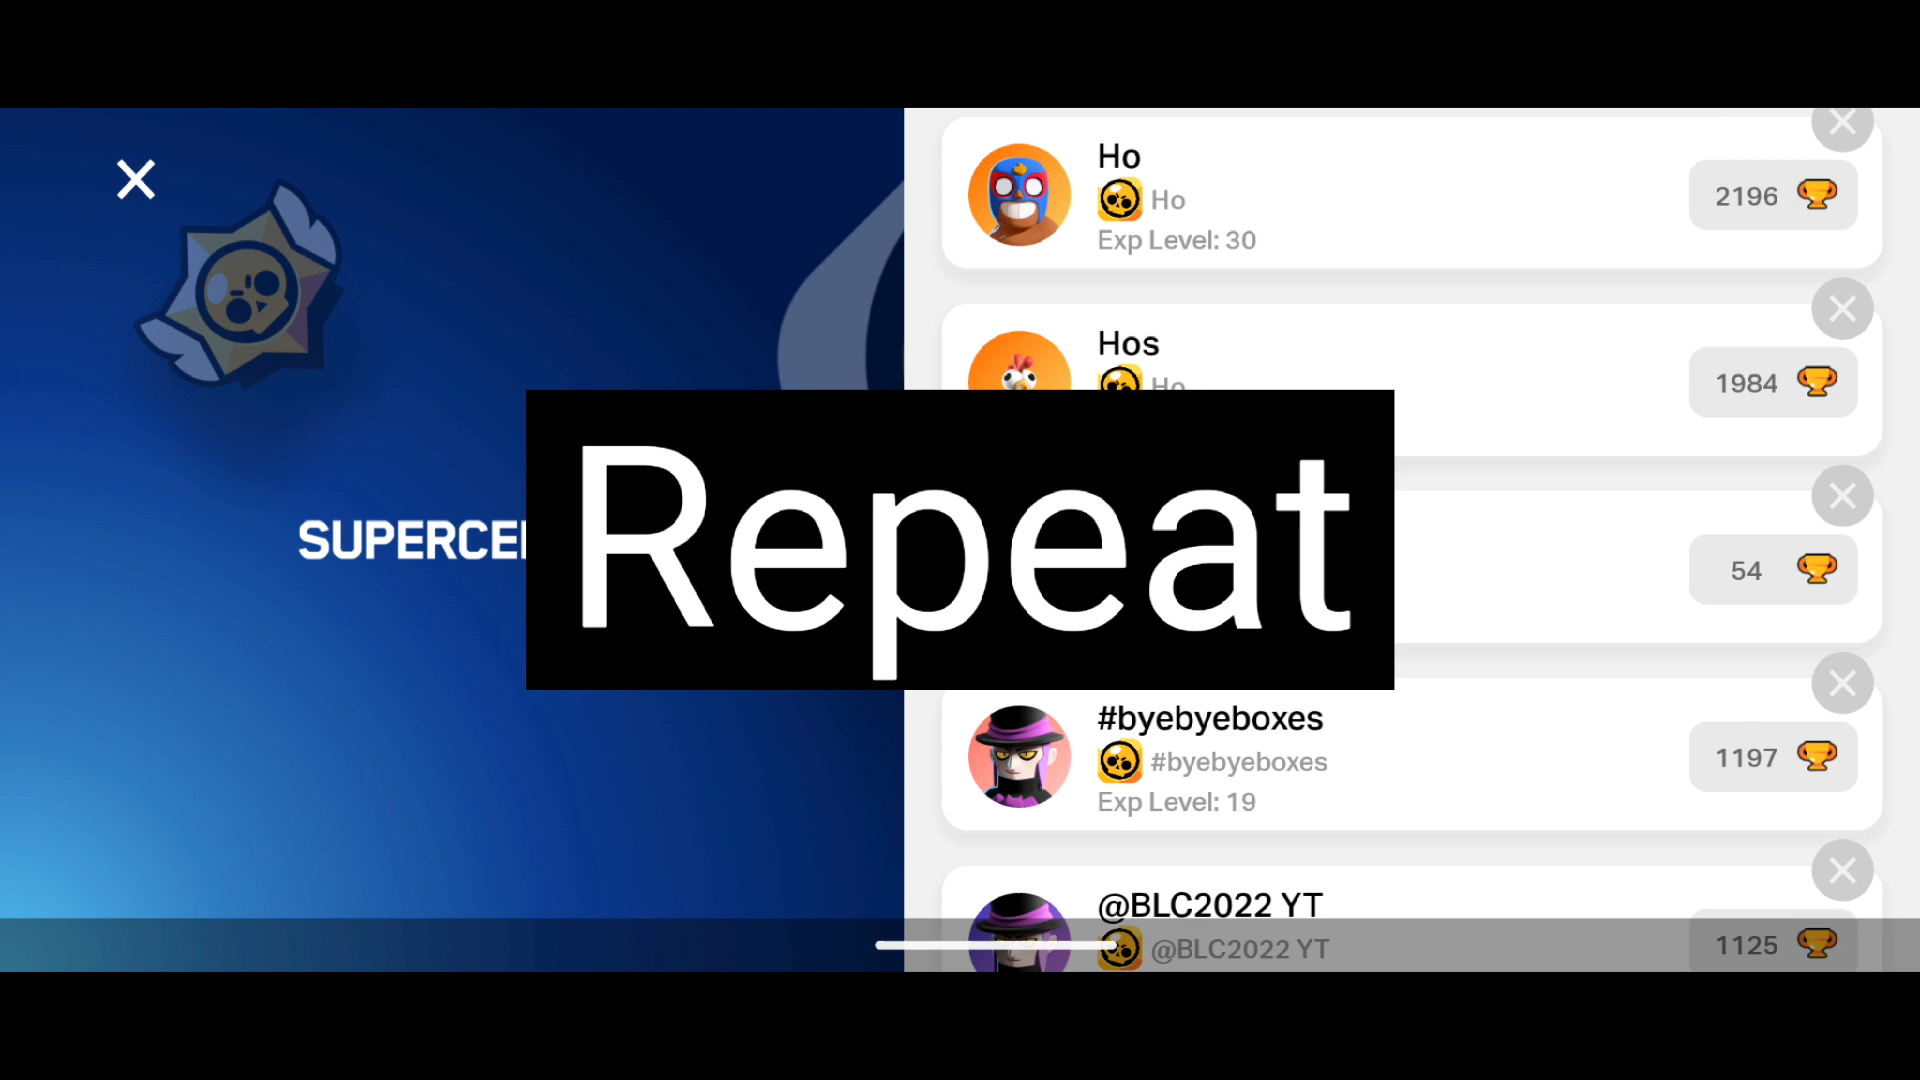 Ho
Ho
Exp Level: 30
2196
Hos
Ho
1984
SUPERCE
Repeat
54
#byebyeboxes
#byebyeboxes
Exp Level: 19
1197
@BLC2022 YT
@BLC2022 YT
1125